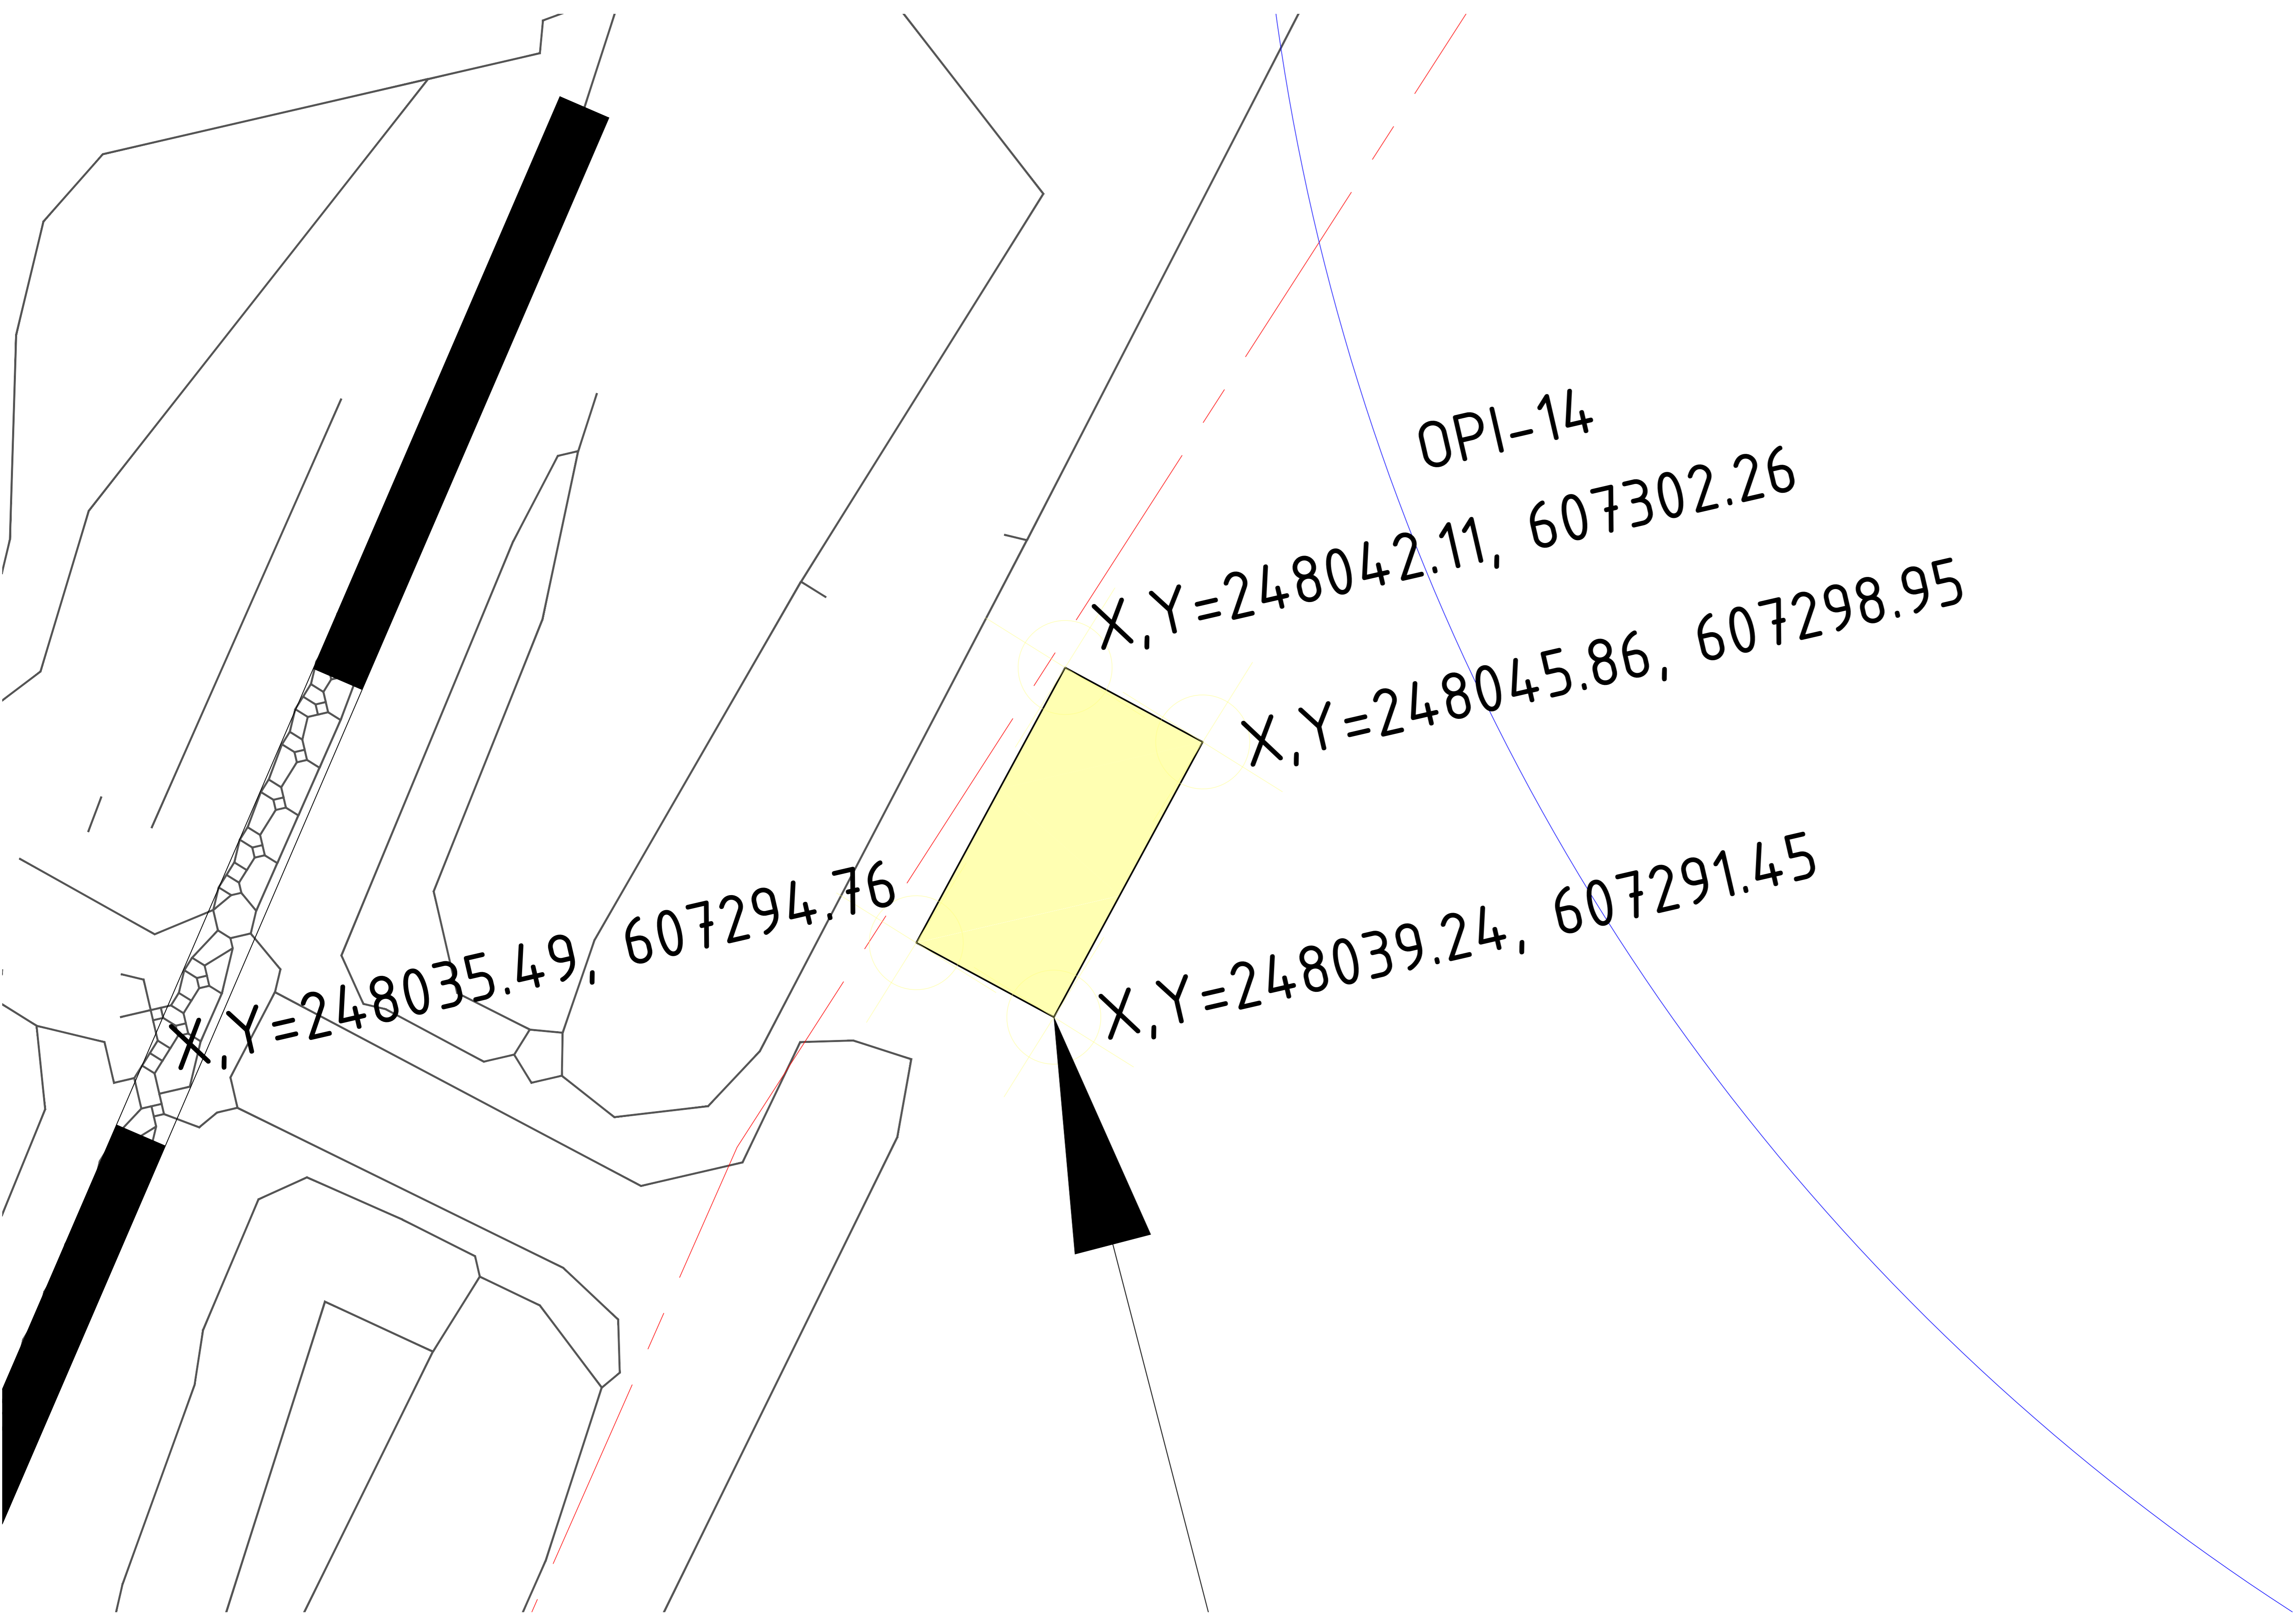 OPI-14
X,Y=248042.11, 607302.26
X,Y=248045.86, 607298.95
X,Y=248035.49, 607294.76
X,Y=248039.24, 607291.45